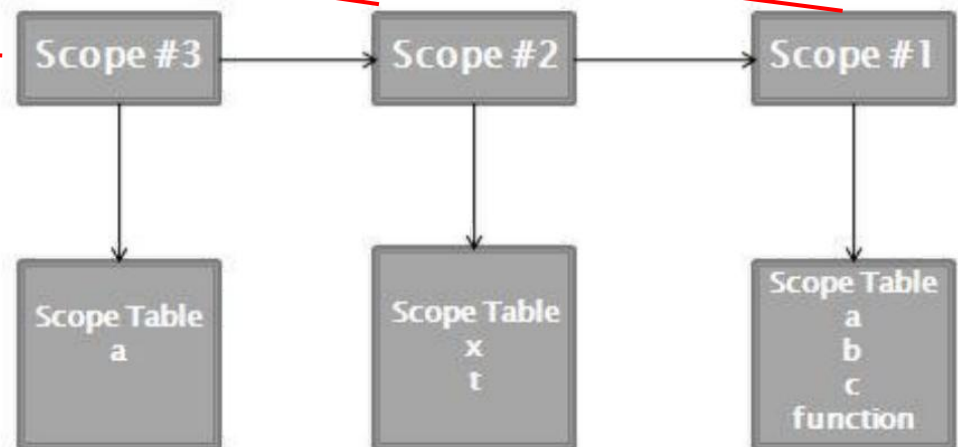 Scope #3
Scope #2
Scope #1
Scope Table
a
Scope Table
x
t
Scope Table
a
b
c
function